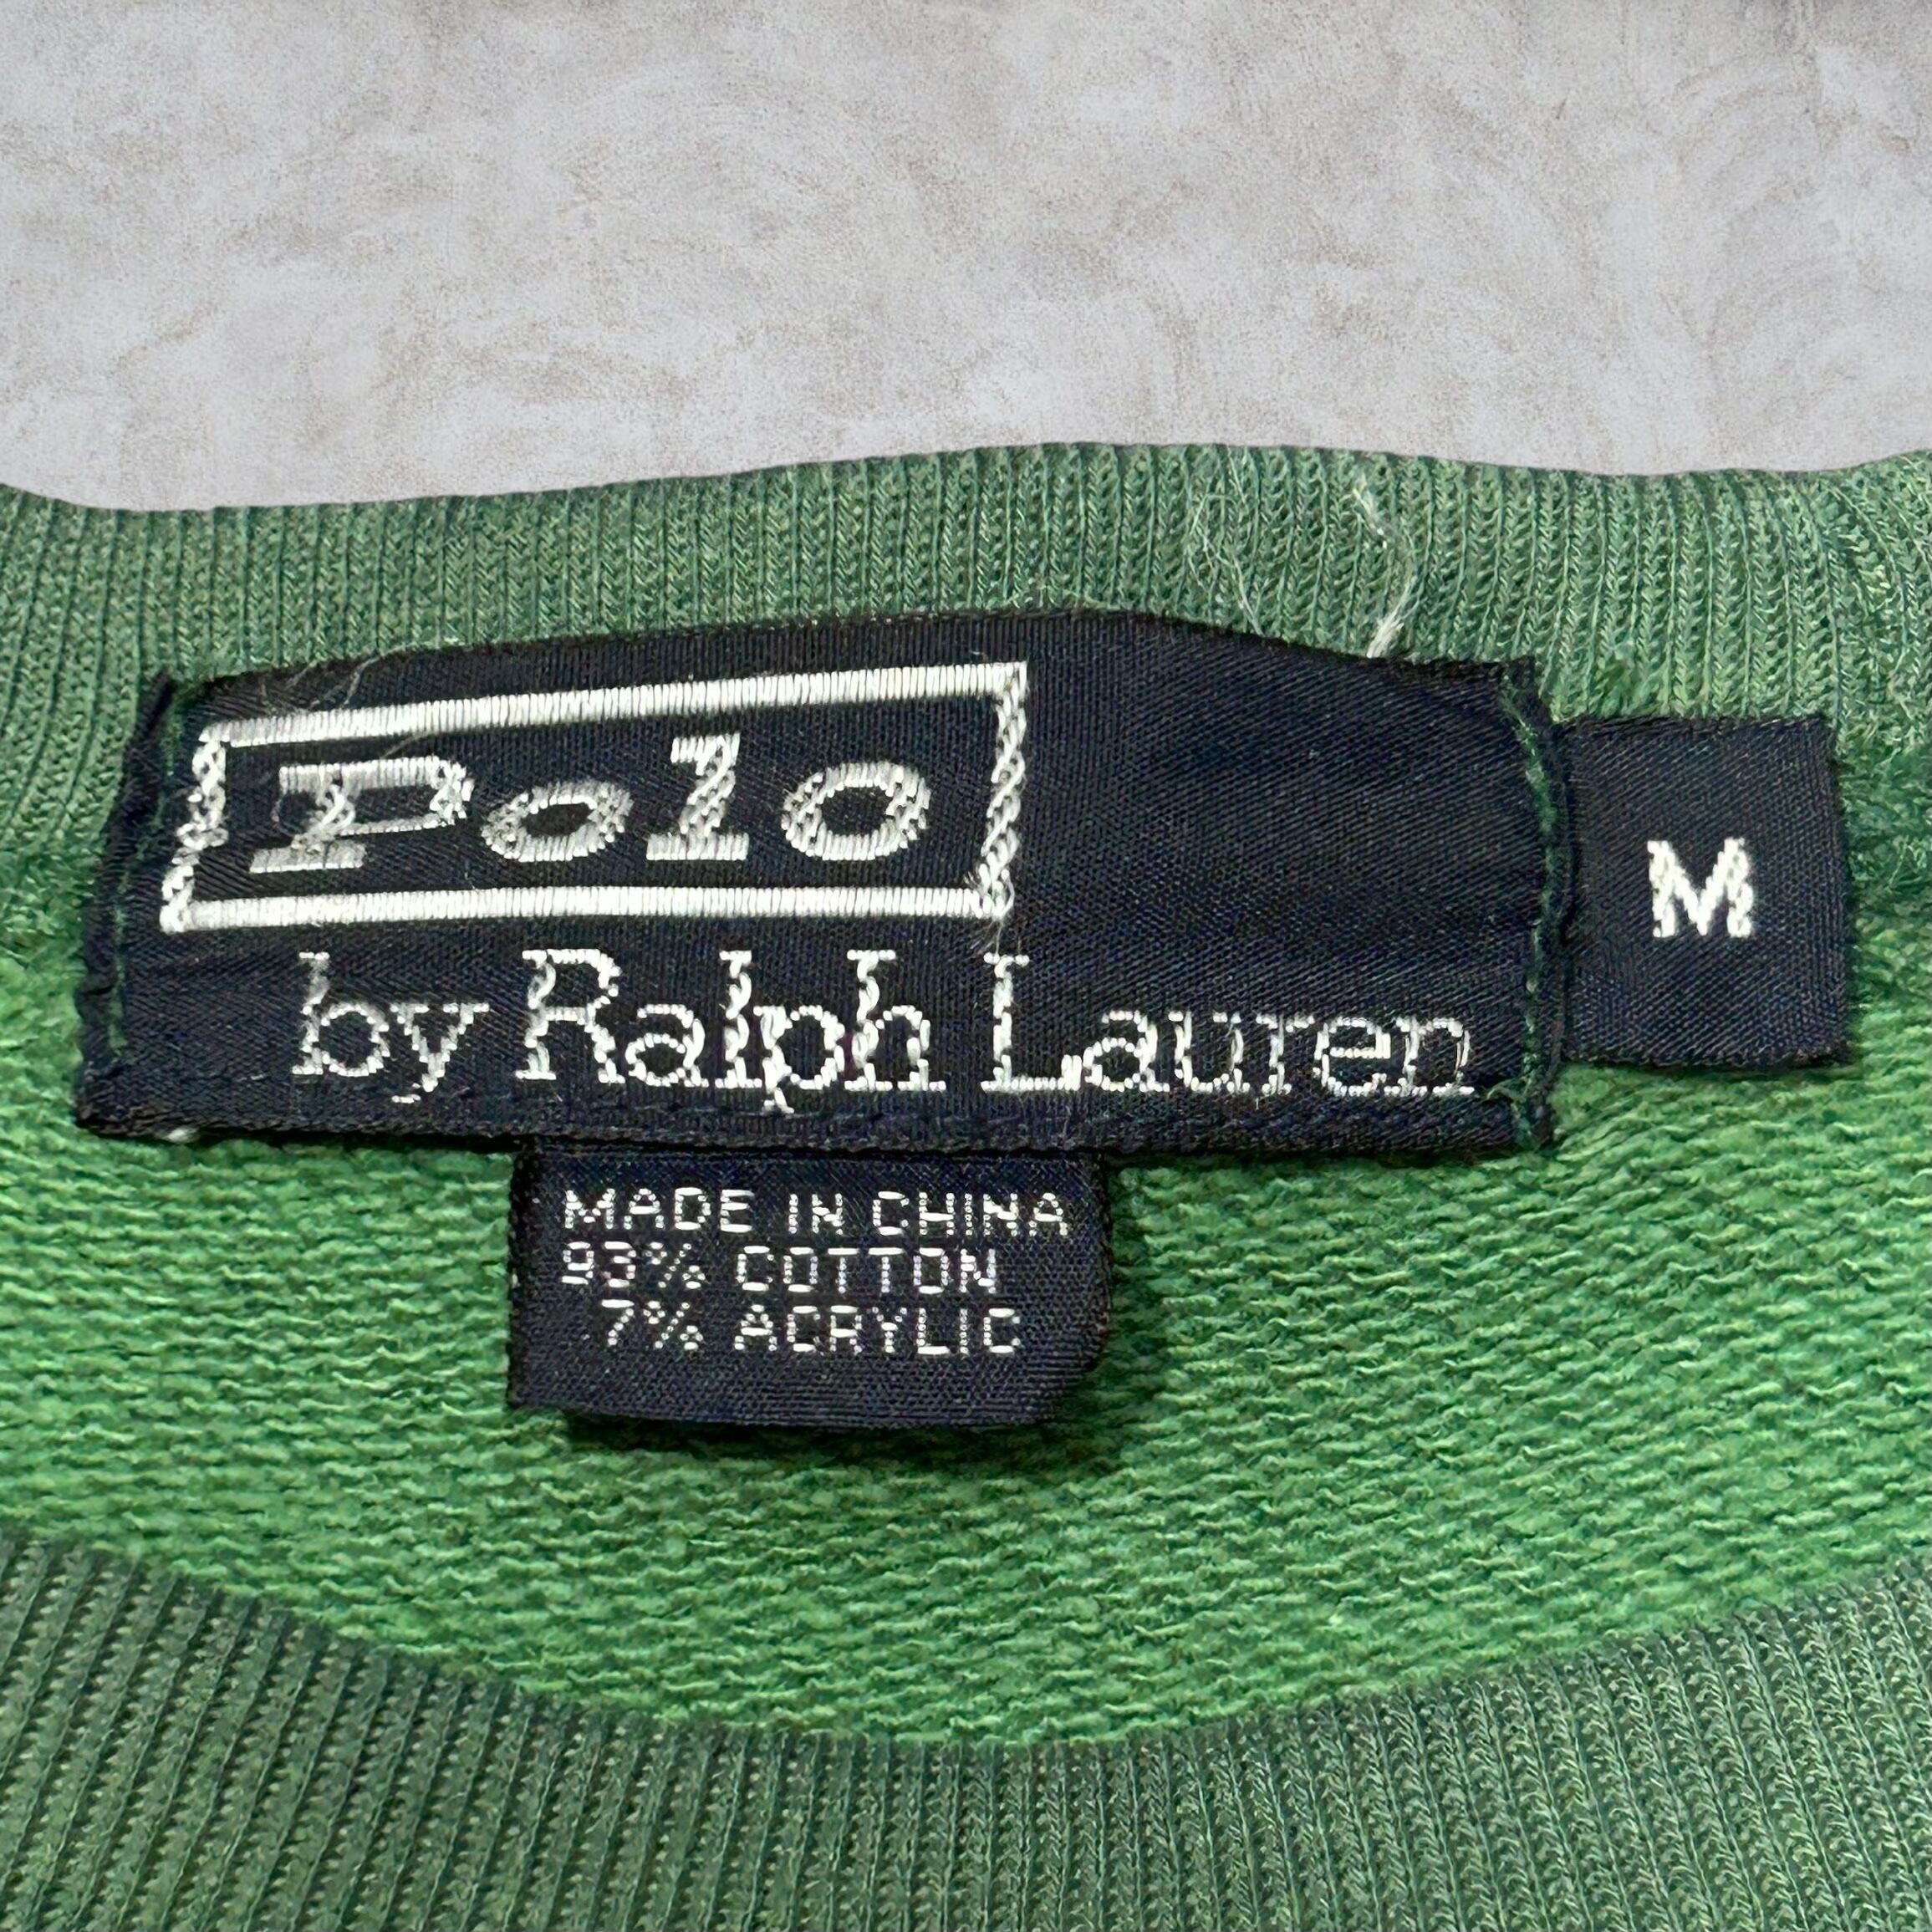 Polo
by Ralph Lauren
M
MADE IN CHINA
93% COTTON
7% ACRYLIC